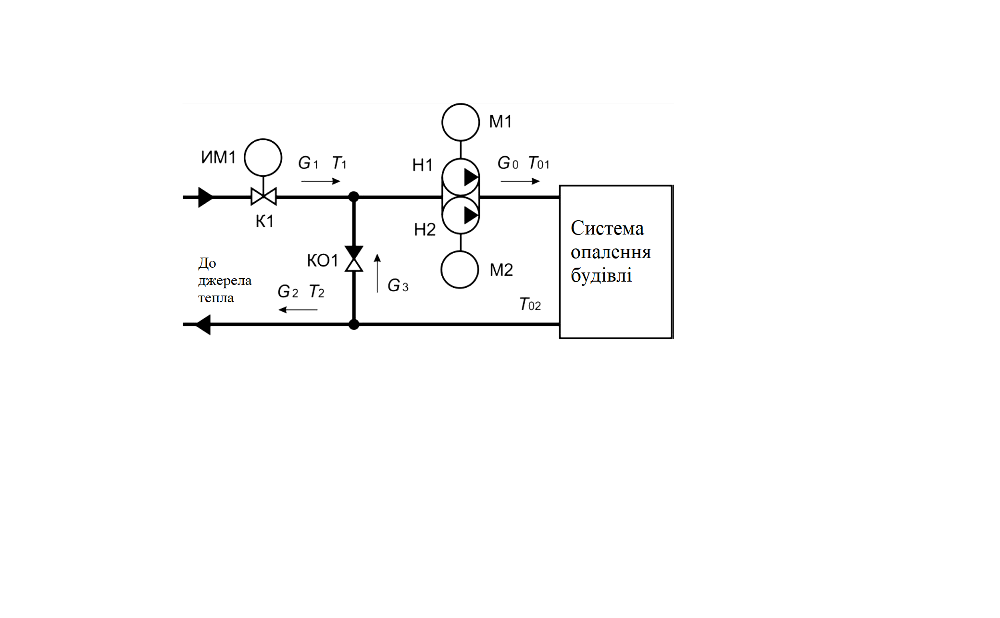 М1
ИМ1
G1 T1
Н1
G0 T01
К1
Н2
Система
опалення
будівлі
До
джерела
тепла
КО1
G2 T2
G3
М2
T02